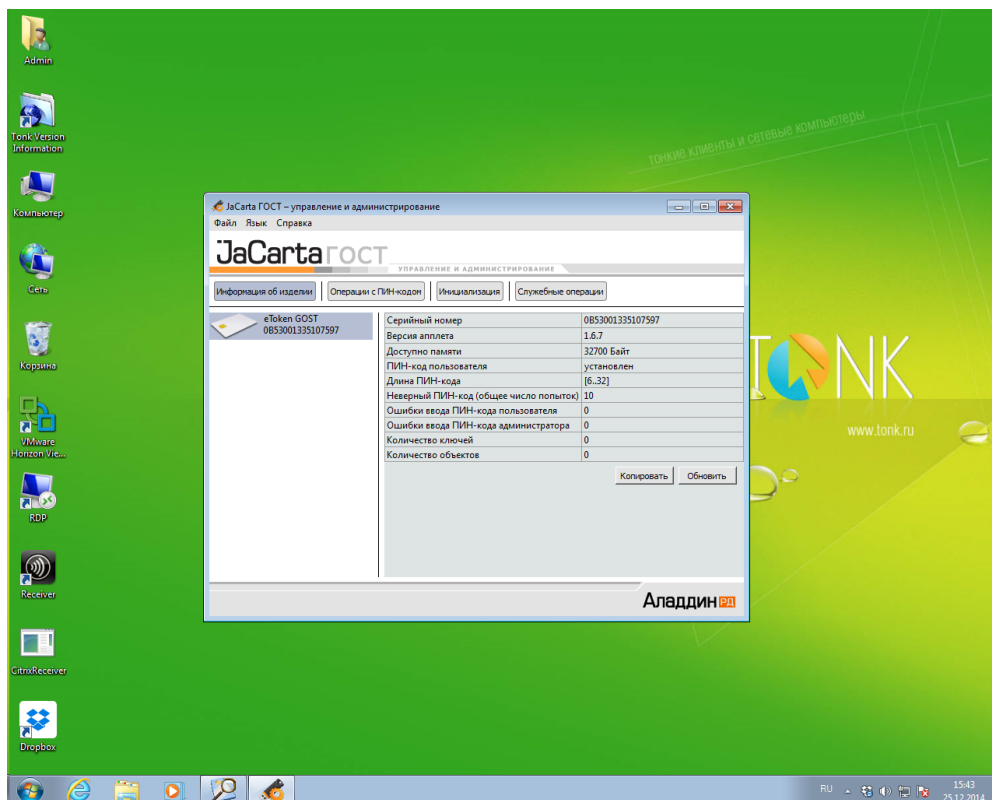 Admin
Tonk Version
Information
Компьютер
Сеть
Корзина
VMware
Horizon Vie...
RDP
Receiver
CitrixReceiver
Dropbox
тонкие клиенты и сетевые компьютеры
TONK
www.tonk.ru
JaCarta ГОСТ – управление и администрирование
Файл Язык Справка
JaCarta ГОСТ
УПРАВЛЕНИЕ И АДМИНИСТРИРОВАНИЕ
Информация об изделии Операции с ПИН-кодом Инициализация Служебные операции
eToken GOST
0B53001335107597
Серийный номер 0B53001335107597
Версия апплета 1.6.7
Доступно памяти 32700 Байт
ПИН-код пользователя установлен
Длина ПИН-кода [6..32]
Неверный ПИН-код (общее число попыток) 10
Ошибки ввода ПИН-кода пользователя 0
Ошибки ввода ПИН-кода администратора 0
Количество ключей 0
Количество объектов 0
Копировать Обновить
Аладдин РД
RU
15:43
25.12.2014